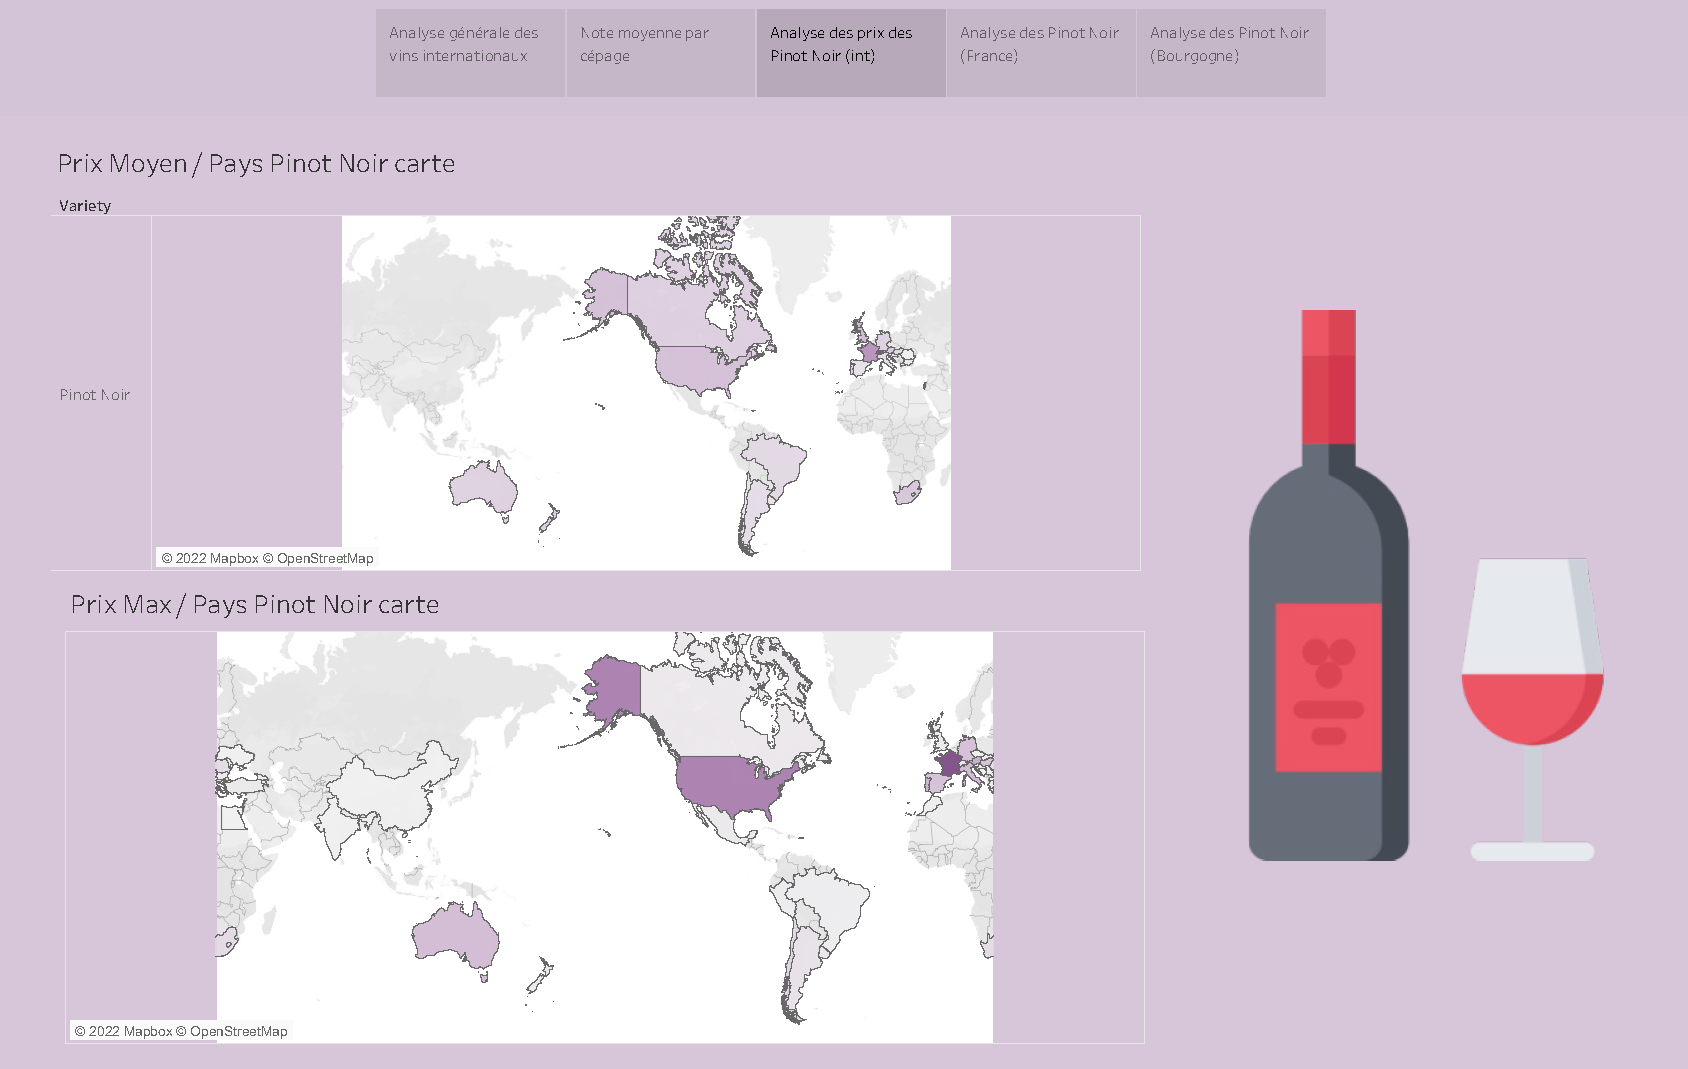 Analyse générale des
vins internationaux
Note moyenne par
cépage
Analyse des prix des
Pinot Noir (int)
Analyse des Pinot Noir
(France)
Analyse des Pinot Noir
(Bourgogne)
Prix Moyen / Pays Pinot Noir carte
Variety
Pinot Noir
© 2022 Mapbox © OpenStreetMap
Prix Max / Pays Pinot Noir carte
© 2022 Mapbox © OpenStreetMap